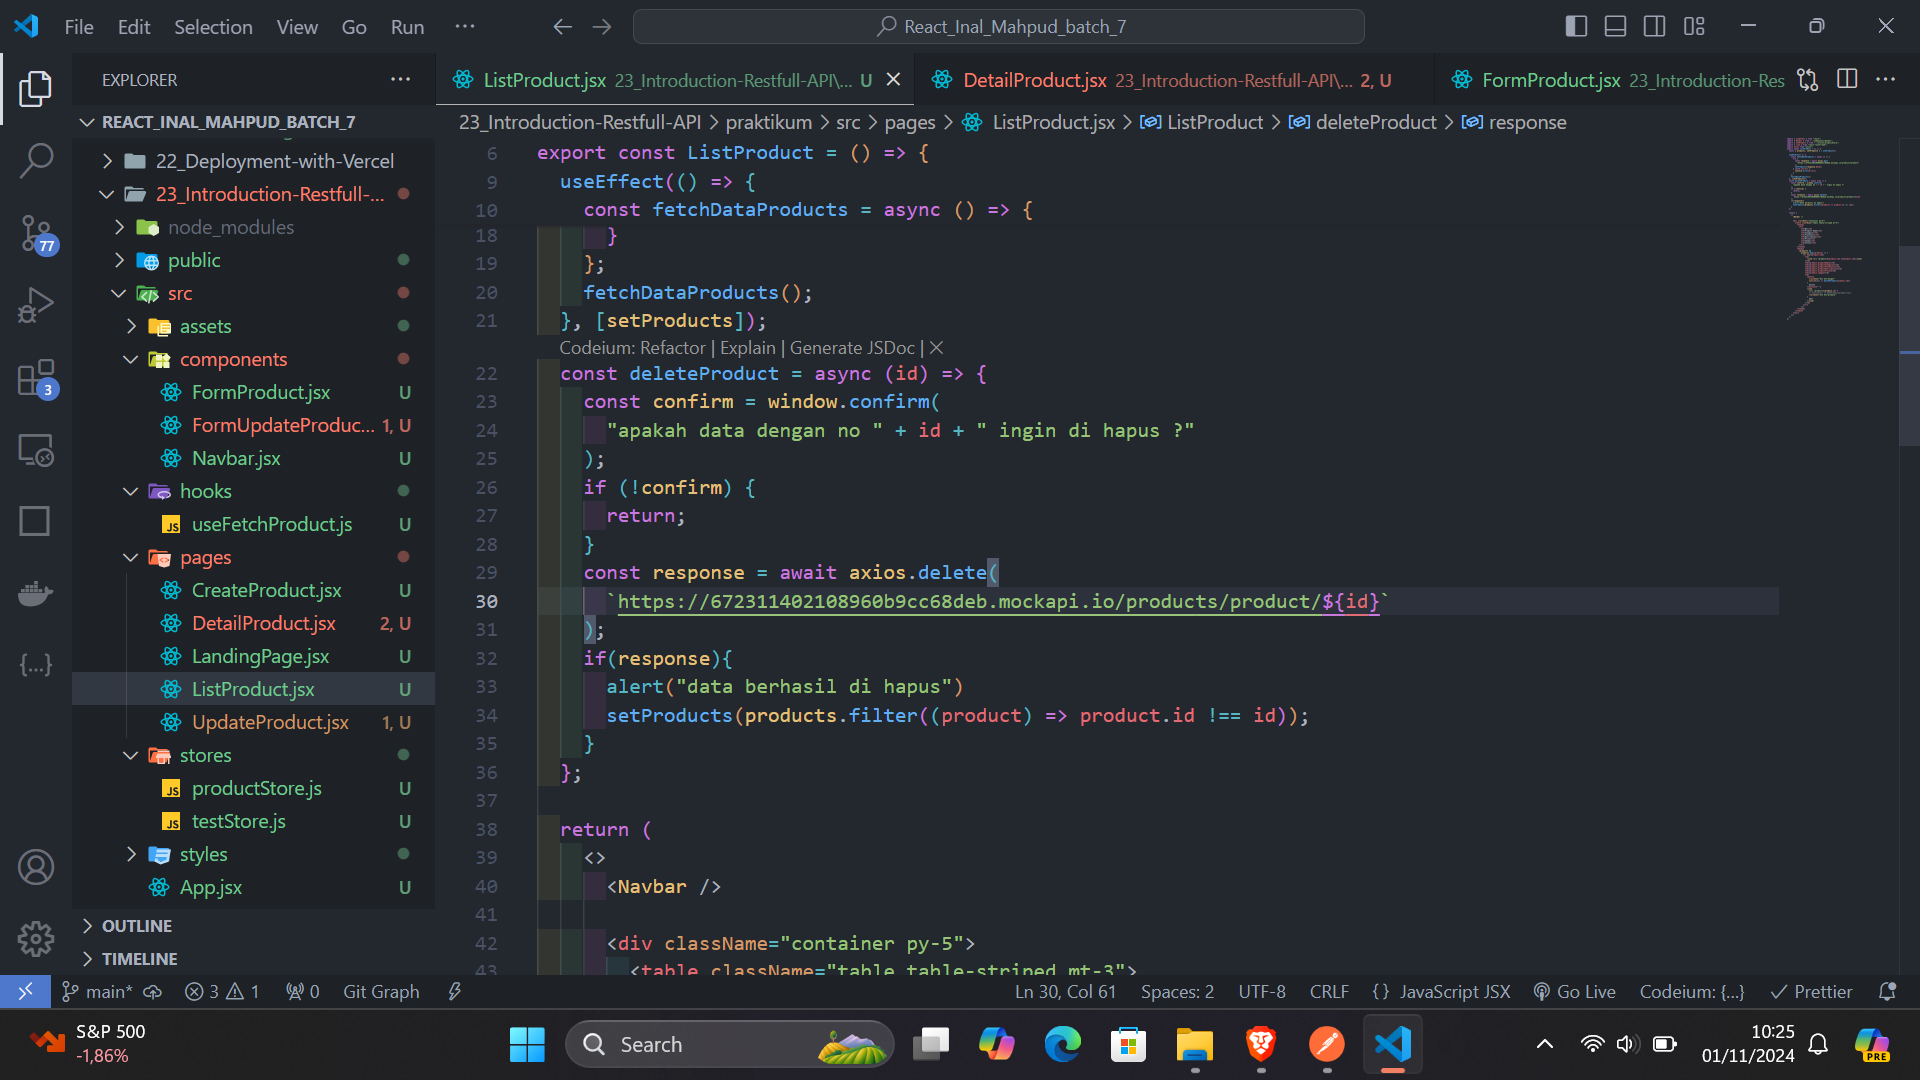 File Edit Selection View Go Run ···
React_Inal_Mahpud_batch_7
EXPLORER
REACT_INAL_MAHPUD_BATCH_7
22_Deployment-with-Vercel
23_Introduction-Restfull-...
node_modules
public
src
assets
components
FormProduct.jsx U
FormUpdateProduc... 1, U
Navbar.jsx U
hooks
JS useFetchProduct.js U
pages
CreateProduct.jsx U
DetailProduct.jsx 2, U
LandingPage.jsx U
ListProduct.jsx U
UpdateProduct.jsx 1, U
stores
JS productStore.js U
JS testStore.js U
styles
App.jsx U
OUTLINE
TIMELINE
77
3
ListProduct.jsx 23_Introduction-Restfull-API\... U
DetailProduct.jsx 23_Introduction-Restfull-API\... 2, U
FormProduct.jsx 23_Introduction-Res
23_Introduction-Restfull-API > praktikum > src > pages > ListProduct.jsx > ListProduct > deleteProduct > response
6 export const ListProduct = () => {
9 useEffect(() => {
10 const fetchDataProducts = async () => {
18 }
19 };
20 fetchDataProducts();
21 }, [setProducts]);
Codeium: Refactor | Explain | Generate JSDoc | X
22 const deleteProduct = async (id) => {
23 const confirm = window.confirm(
24 "apakah data dengan no " + id + " ingin di hapus ?"
25 );
26 if (!confirm) {
27 return;
28 }
29 const response = await axios.delete(
30 `https://672311402108960b9cc68deb.mockapi.io/products/product/${id}`
31 );
32 if(response){
33 alert("data berhasil di hapus")
34 setProducts(products.filter((product) => product.id !== id));
35 }
36 };
37
38 return (
39 <>
40 <Navbar />
41
42 <div className="container py-5">
43 <table className="table table-striped mt-3">
main* 3 1 0 Git Graph
Ln 30, Col 61 Spaces: 2 UTF-8 CRLF { } JavaScript JSX Go Live Codeium: {...} Prettier
S&P 500
-1,86%
Search
10:25
01/11/2024
PRE